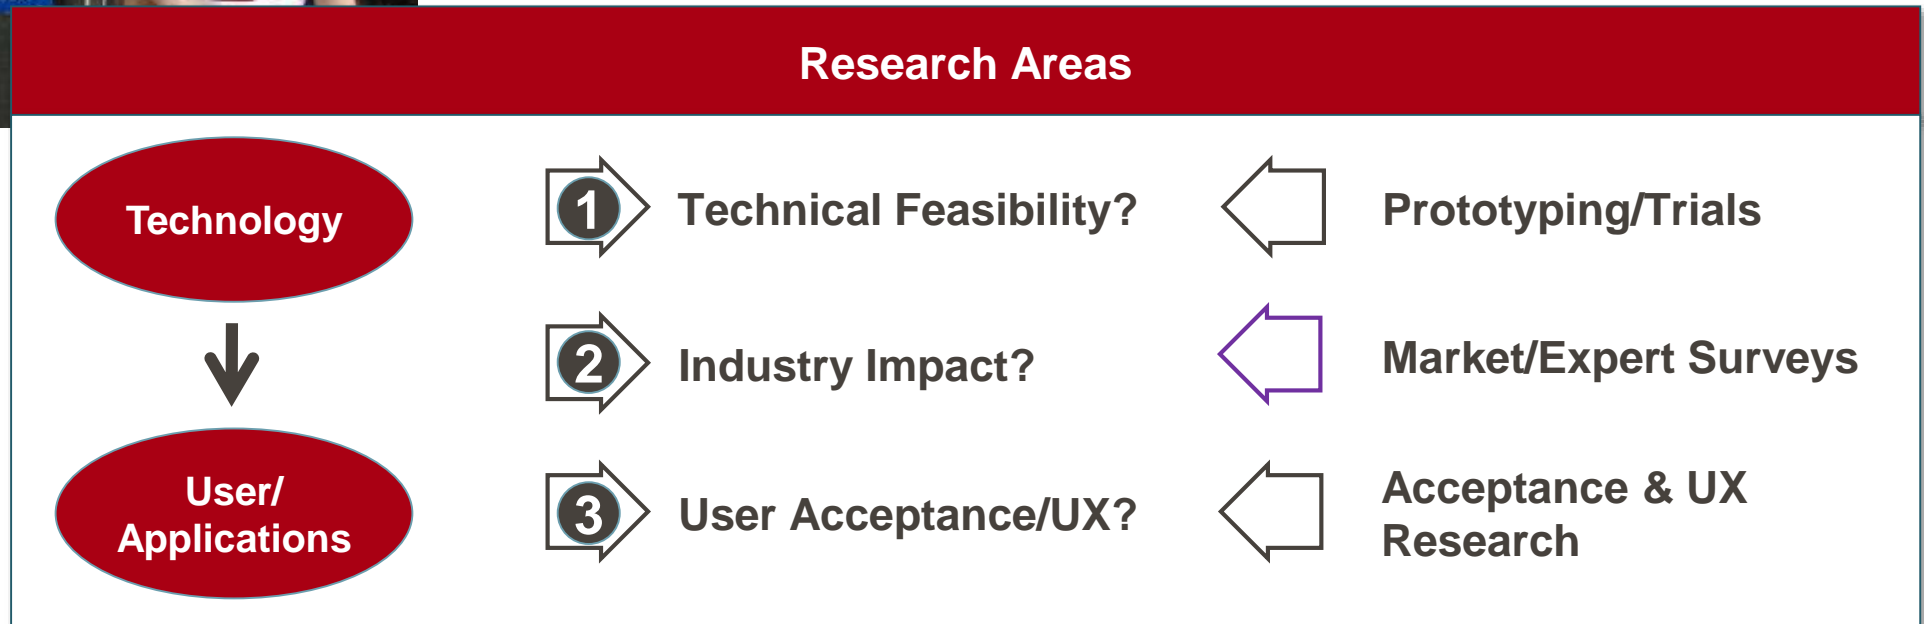 Research Areas
Technology
1
Technical Feasibility?
Prototyping/Trials
2
Industry Impact?
Market/Expert Surveys
User/
Applications
3
User Acceptance/UX?
Acceptance & UX
Research